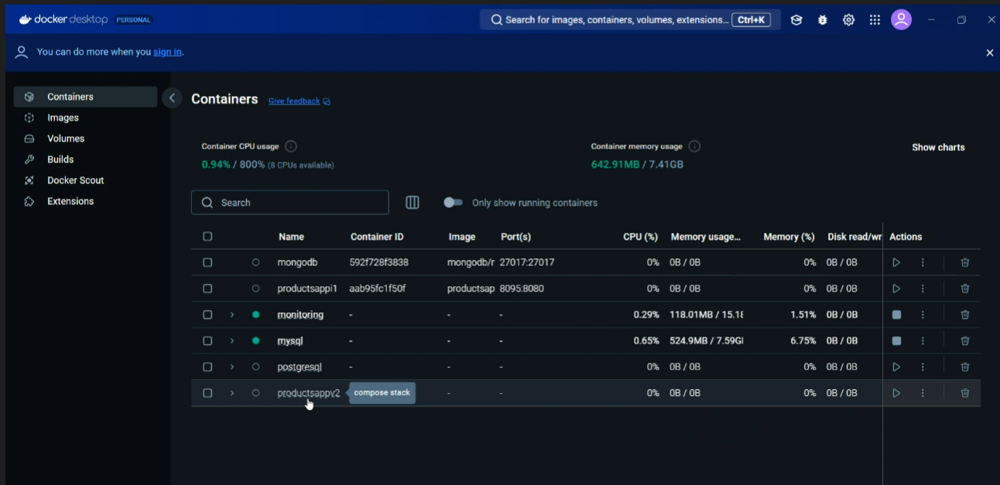 docker desktop PERSONAL Search for images, containers, volumes, extensions... Ctrl+K
You can do more when you sign in.
Containers
Images
Volumes
Builds
Docker Scout
Extensions
Containers Give feedback
Container CPU usage Container memory usage Show charts
0.94% / 800% (8 CPUs available) 642.91MB / 7.41GB
Search Only show running containers
Name Container ID Image Port(s) CPU (%) Memory usage... Memory (%) Disk read/wr Actions
mongodb 592f728f3838 mongodb/r 27017:27017 0% 0B / 0B 0% 0B / 0B
productsappi1 aab95fc1f50f productsap 8095:8080 0% 0B / 0B 0% 0B / 0B
monitoring - - - 0.29% 118.01MB / 15.18 1.51% 0B / 0B
mysql - - - 0.65% 524.9MB / 7.59G 6.75% 0B / 0B
postgresql - - - 0% 0B / 0B 0% 0B / 0B
productsappv2 compose stack - - 0% 0B / 0B 0% 0B / 0B